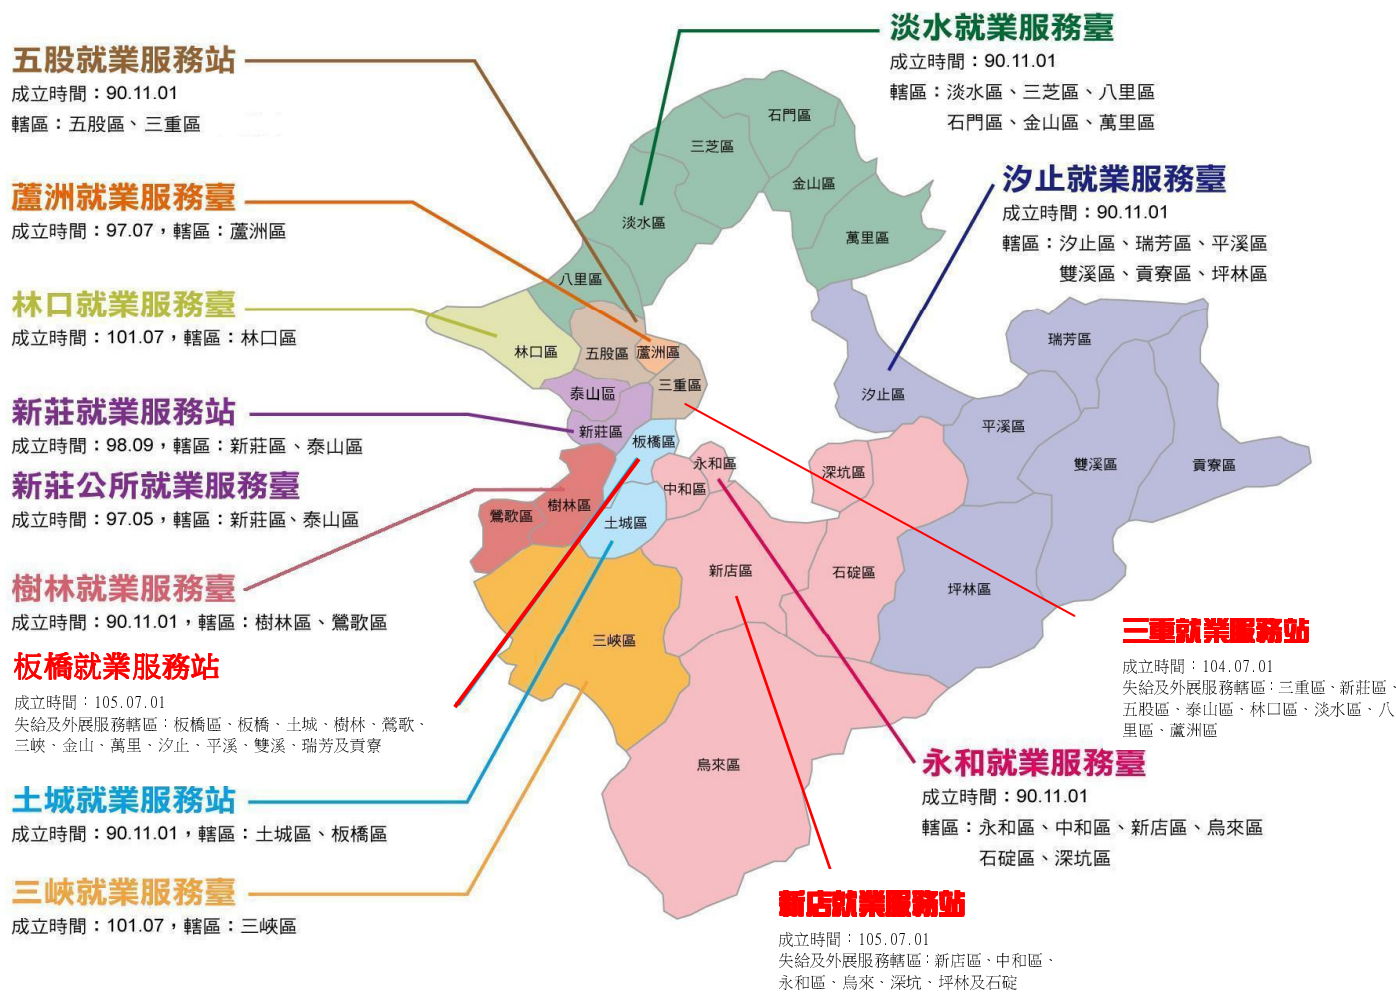 五股就業服務站
成立時間：90.11.01
轄區：五股區、三重區
蘆洲就業服務臺
成立時間：97.07，轄區：蘆洲區
林口就業服務臺
成立時間：101.07，轄區：林口區
新莊就業服務站
成立時間：98.09，轄區：新莊區、泰山區
新莊公所就業服務臺
成立時間：97.05，轄區：新莊區、泰山區
樹林就業服務臺
成立時間：90.11.01，轄區：樹林區、鶯歌區
板橋就業服務站
成立時間：105.07.01
失給及外展服務轄區：板橋區、板橋、土城、樹林、鶯歌、
三峽、金山、萬里、汐止、平溪、雙溪、瑞芳及貢寮
土城就業服務站
成立時間：90.11.01，轄區：土城區、板橋區
三峽就業服務臺
成立時間：101.07，轄區：三峽區
淡水就業服務臺
成立時間：90.11.01
轄區：淡水區、三芝區、八里區
石門區、金山區、萬里區
汐止就業服務臺
成立時間：90.11.01
轄區：汐止區、瑞芳區、平溪區
雙溪區、貢寮區、坪林區
三重就業服務站
成立時間：104.07.01
失給及外展服務轄區：三重區、新莊區、
五股區、泰山區、林口區、淡水區、八
里區、蘆洲區
永和就業服務臺
成立時間：90.11.01
轄區：永和區、中和區、新店區、烏來區
石碇區、深坑區
新店就業服務站
成立時間：105.07.01
失給及外展服務轄區：新店區、中和區、
永和區、烏來、深坑、坪林及石碇
石門區
三芝區
金山區
淡水區
萬里區
八里區
林口區
五股區
蘆洲區
三重區
泰山區
新莊區
板橋區
永和區
中和區
鶯歌區
樹林區
土城區
三峽區
新店區
烏來區
深坑區
石碇區
坪林區
汐止區
平溪區
瑞芳區
雙溪區
貢寮區